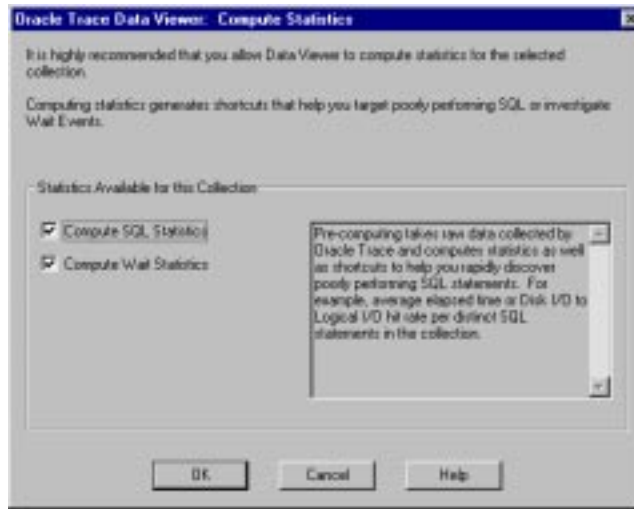 Oracle Trace Data Viewer: Compute Statistics
It is highly recommended that you allow Data Viewer to compute statistics for the selected
collection.
Computing statistics generates shortcuts that help you target poorly performing SQL or investigate
Wait Events.
Statistics Available for this Collection
Compute SQL Statistics
Compute Wait Statistics
Pre-computing takes raw data collected by
Oracle Trace and computes statistics as well
as shortcuts to help you rapidly discover
poorly performing SQL statements. For
example, average elapsed time or Disk I/O to
Logical I/O hit rate per distinct SQL
statements in the collection.
OK
Cancel
Help